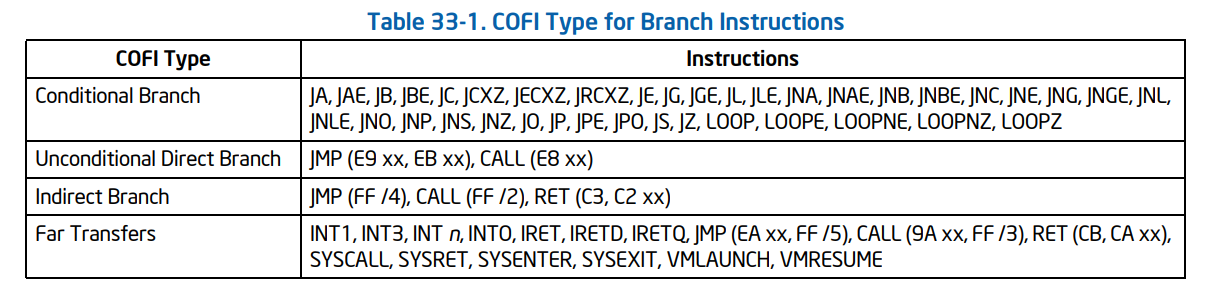 Table 33-1. COFI Type for Branch Instructions
COFI Type Instructions
Conditional Branch JA, JAE, JB, JBE, JC, JCXZ, JECXZ, JRCXZ, JE, JG, JGE, JL, JLE, JNA, JNAE, JNB, JNBE, JNC, JNE, JNG, JNGE, JNL,
JNLE, JNO, JNP, JNS, JNZ, JO, JP, JPE, JPO, JS, JZ, LOOP, LOOPE, LOOPNE, LOOPNZ, LOOPZ
Unconditional Direct Branch JMP (E9 xx, EB xx), CALL (E8 xx)
Indirect Branch JMP (FF /4), CALL (FF /2), RET (C3, C2 xx)
Far Transfers INT1, INT3, INT n, INTO, IRET, IRETD, IRETQ, JMP (EA xx, FF /5), CALL (9A xx, FF /3), RET (CB, CA xx),
SYSCALL, SYSRET, SYSENTER, SYSEXIT, VMLAUNCH, VMRESUME